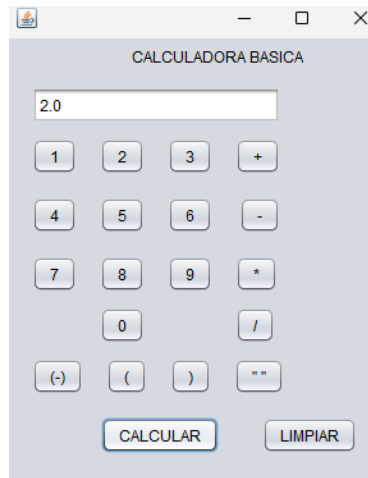 CALCULADORA BASICA
2.0
1 2 3 +
4 5 6 -
7 8 9 *
0 /
(-) ( ) " "
CALCULAR LIMPIAR